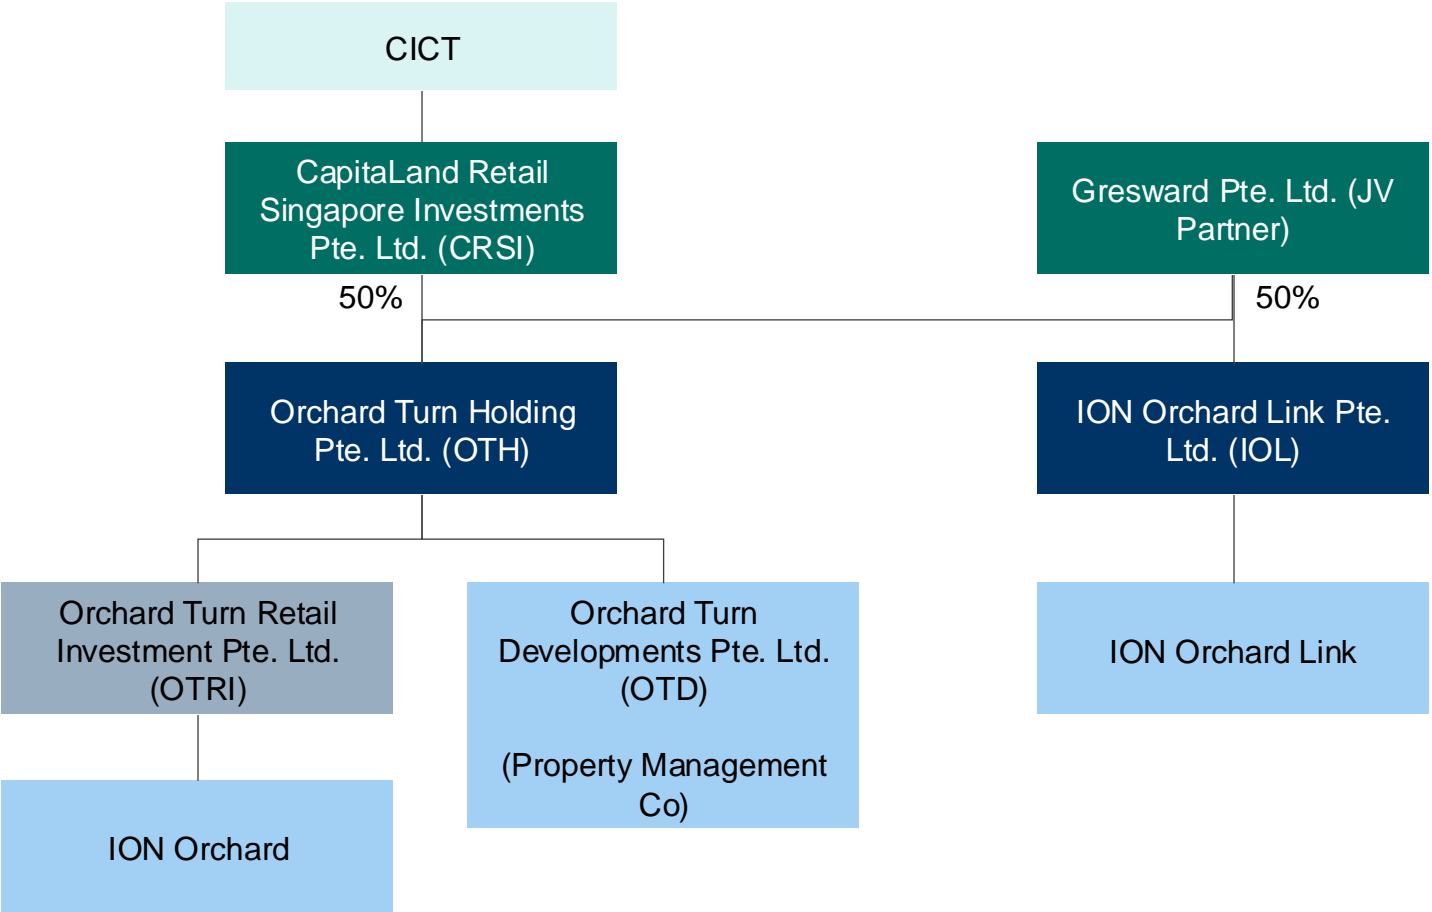 CICT
CapitaLand Retail
Singapore Investments
Pte. Ltd. (CRSI)
Gresward Pte. Ltd. (JV
Partner)
50%
50%
Orchard Turn Holding
Pte. Ltd. (OTH)
ION Orchard Link Pte.
Ltd. (IOL)
Orchard Turn Retail
Investment Pte. Ltd.
(OTRI)
Orchard Turn
Developments Pte. Ltd.
(OTD)
(Property Management
Co)
ION Orchard Link
ION Orchard